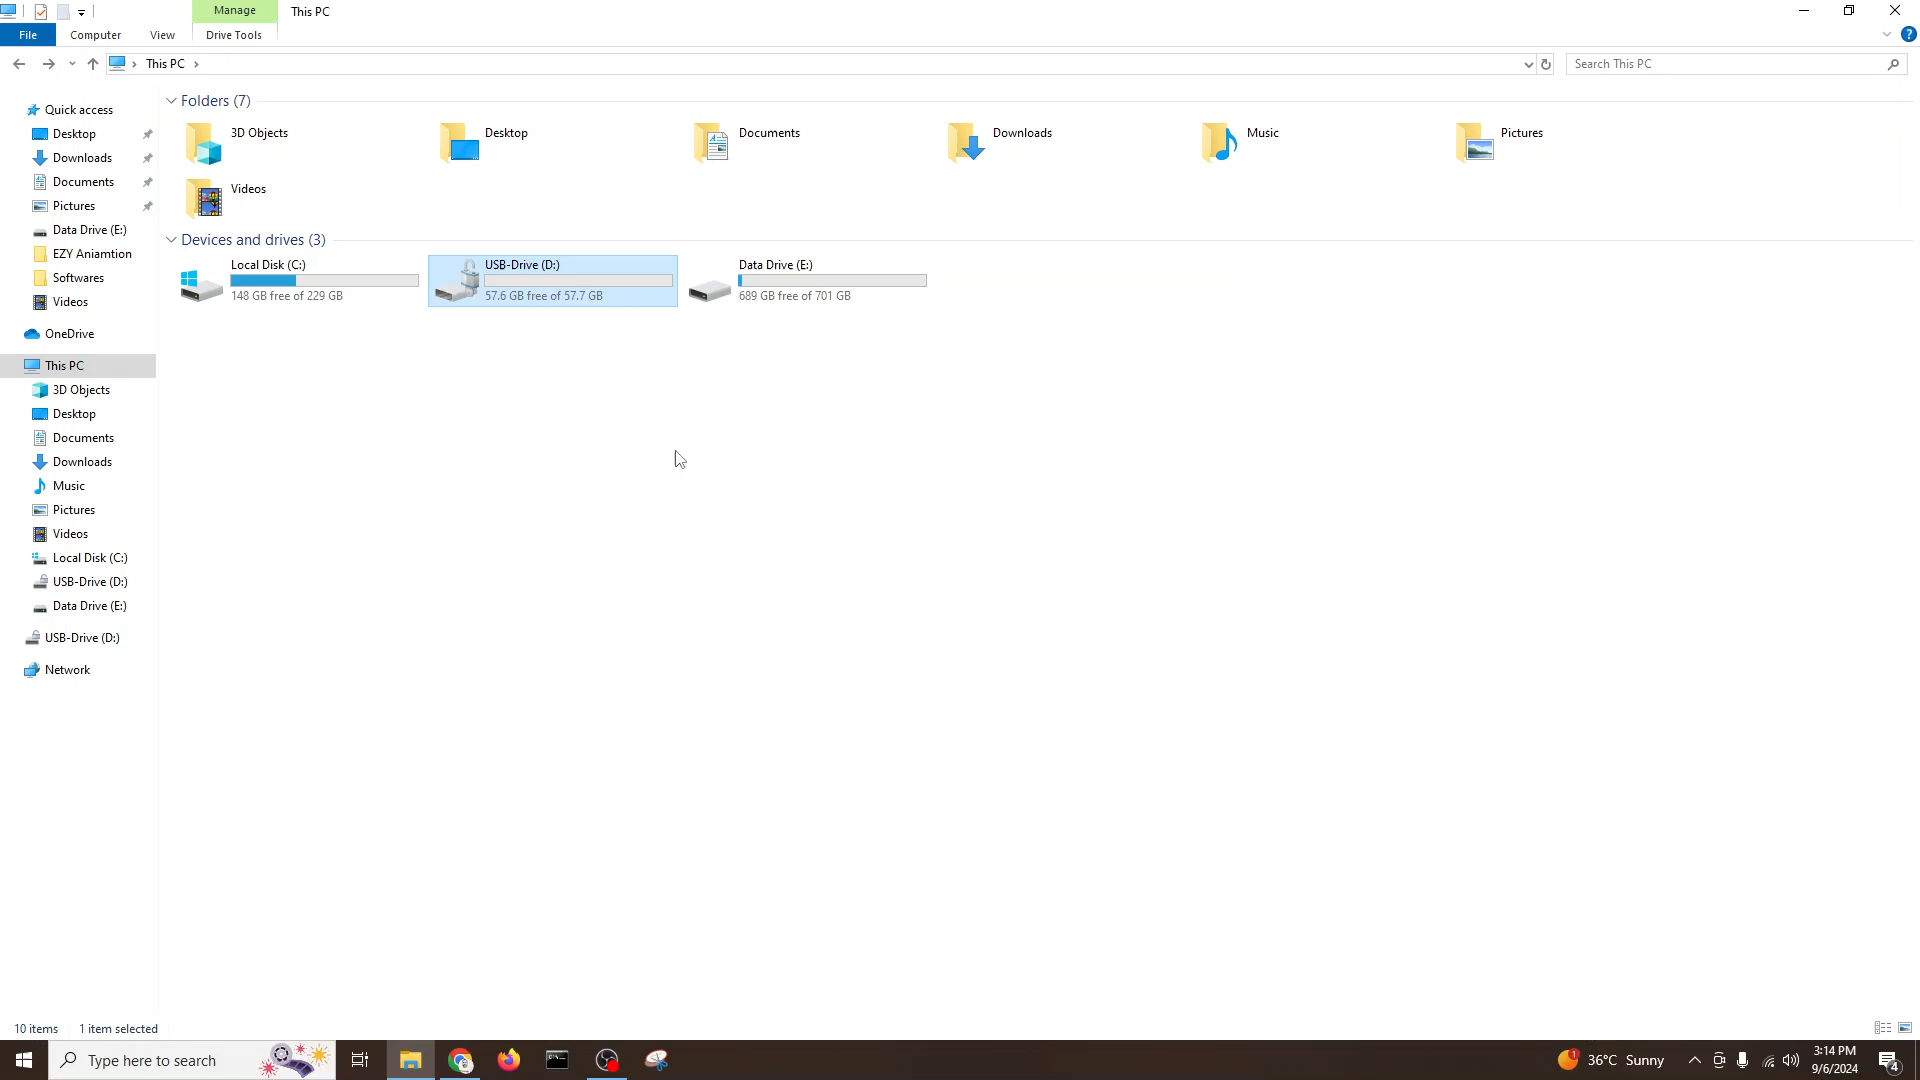 Manage
This PC
File
Computer
View
Drive Tools
This PC
Search This PC
Quick access
Desktop
Downloads
Documents
Pictures
Data Drive (E:)
EZY Aniamtion
Softwares
Videos
OneDrive
This PC
3D Objects
Desktop
Documents
Downloads
Music
Pictures
Videos
Local Disk (C:)
USB-Drive (D:)
Data Drive (E:)
USB-Drive (D:)
Network
Folders (7)
3D Objects
Desktop
Documents
Downloads
Music
Pictures
Videos
Devices and drives (3)
Local Disk (C:)
148 GB free of 229 GB
USB-Drive (D:)
57.6 GB free of 57.7 GB
Data Drive (E:)
689 GB free of 701 GB
10 items
1 item selected
Type here to search
1
36°C Sunny
3:14 PM
9/6/2024
4